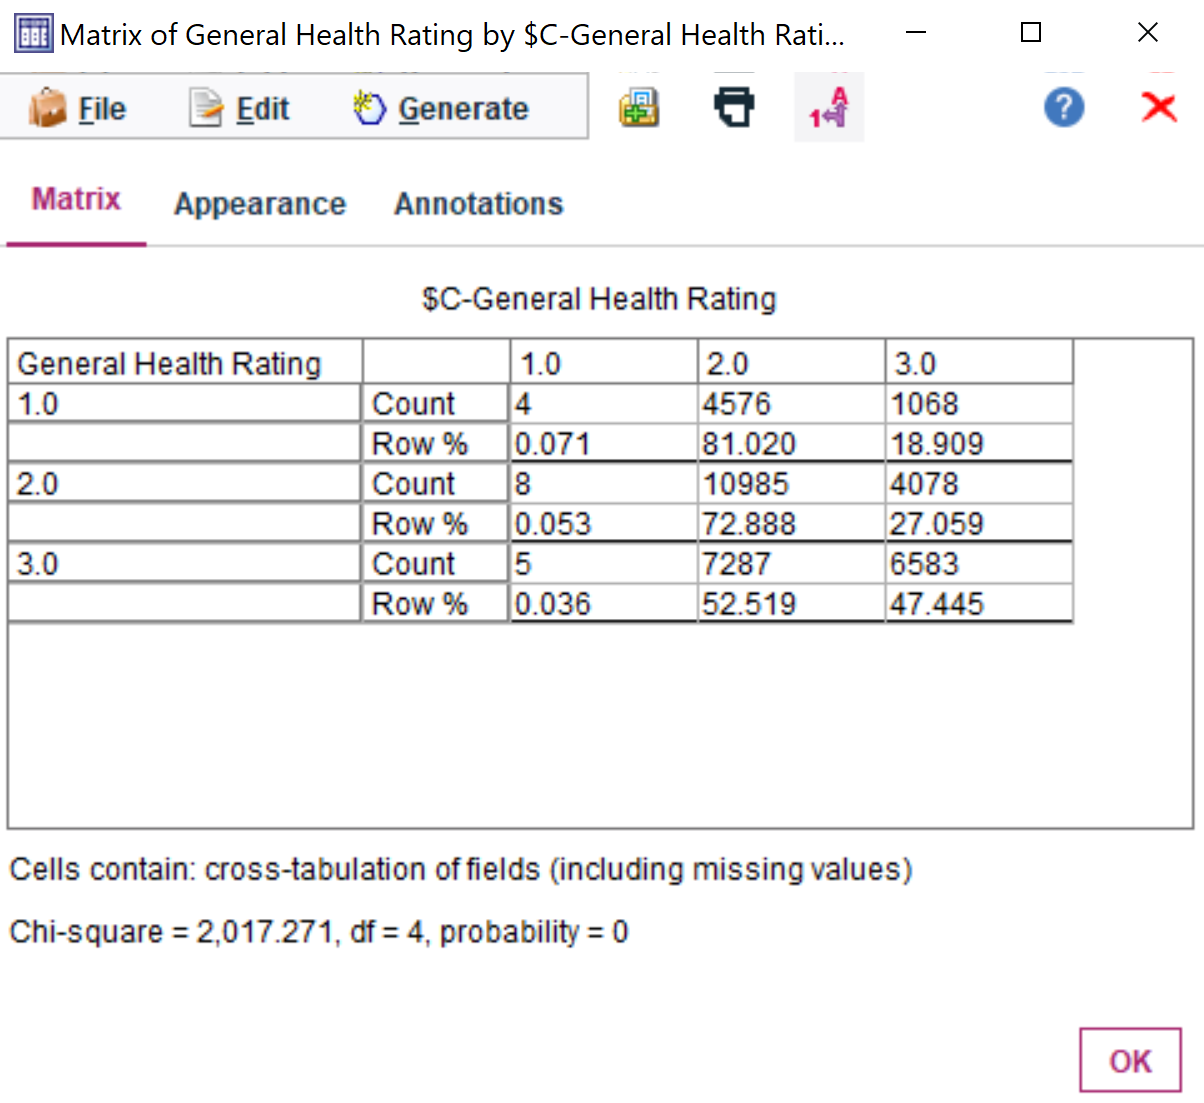 Matrix of General Health Rating by $C-General Health Rati...
File Edit Generate
Matrix Appearance Annotations
$C-General Health Rating
General Health Rating 1.0 2.0 3.0
1.0 Count 4 4576 1068
Row % 0.071 81.020 18.909
2.0 Count 8 10985 4078
Row % 0.053 72.888 27.059
3.0 Count 5 7287 6583
Row % 0.036 52.519 47.445
Cells contain: cross-tabulation of fields (including missing values)
Chi-square = 2,017.271, df = 4, probability = 0
OK